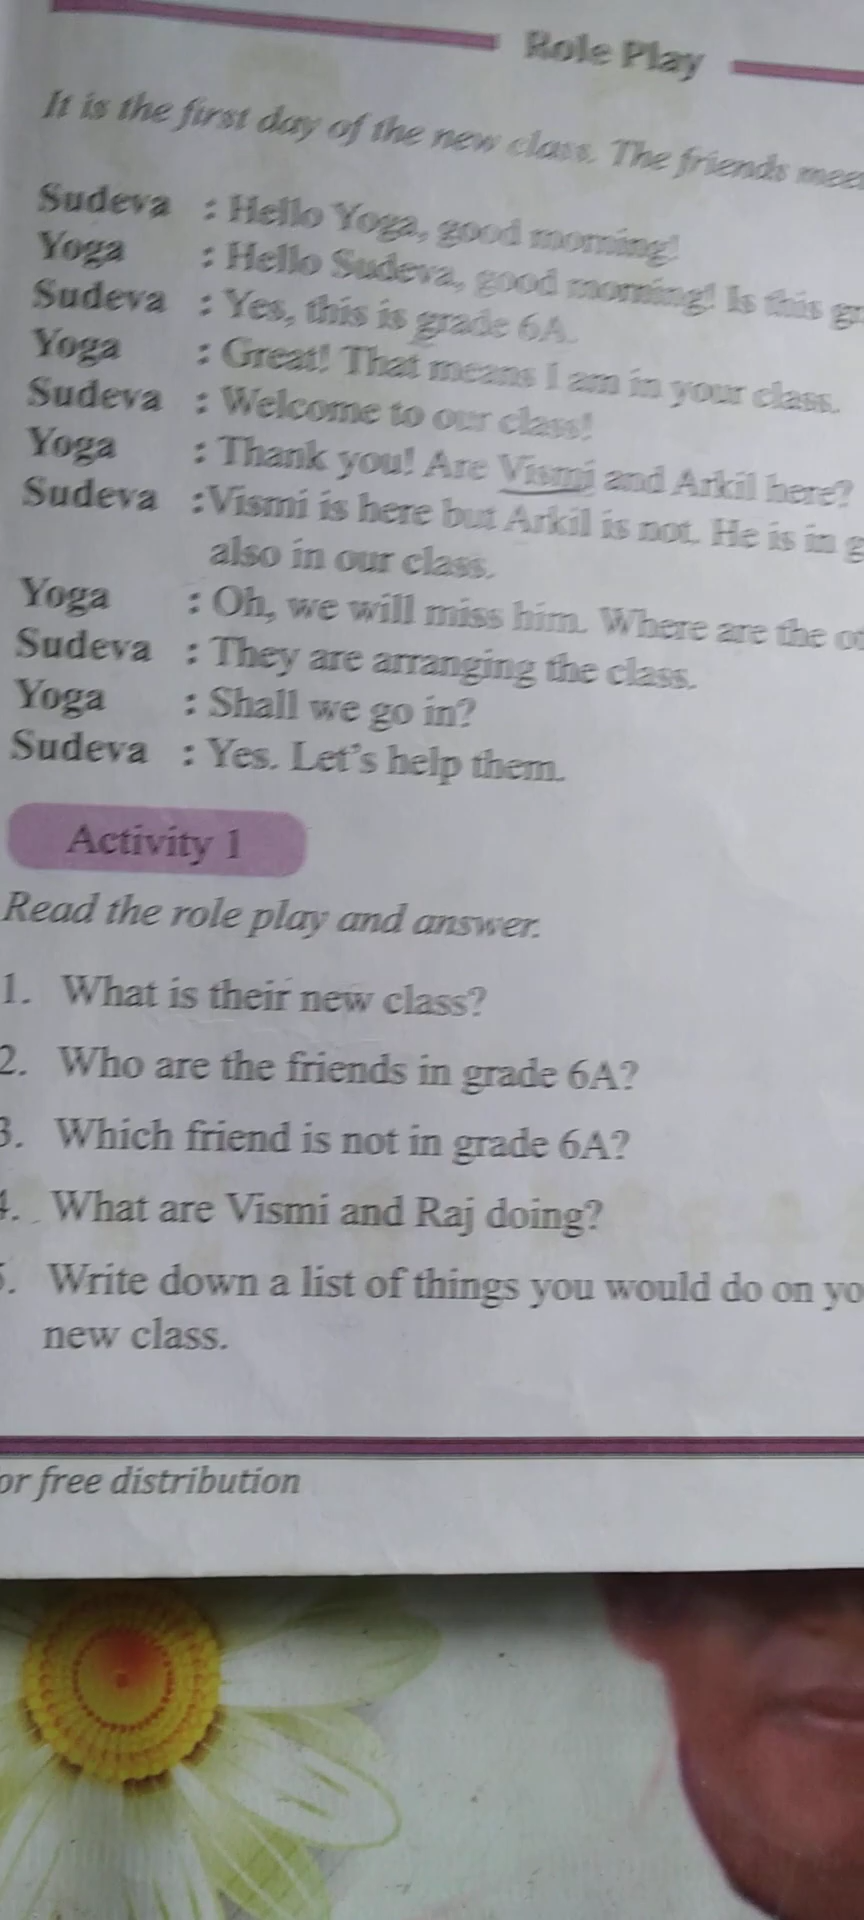 Role Play
It is the first day of the new class. The friends
Sudeva : Hello Yoga, good morning!
Yoga : Hello Sudeva, good morning! Is this
Sudeva : Yes, this is grade 6A.
Yoga : Great! That means I am in your class.
Sudeva : Welcome to our class!
Yoga : Thank you! Are Vismi and Arkil here?
Sudeva :Vismi is here but Arkil is not. He is in
also in our class.
Yoga : Oh, we will miss him. Where are the
Sudeva : They are arranging the class.
Yoga : Shall we go in?
Sudeva : Yes. Let's help them.
Activity 1
Read the role play and answer.
1. What is their new class?
2. Who are the friends in grade 6A?
3. Which friend is not in grade 6A?
4. What are Vismi and Raj doing?
5. Write down a list of things you would do on
new class.
free distribution